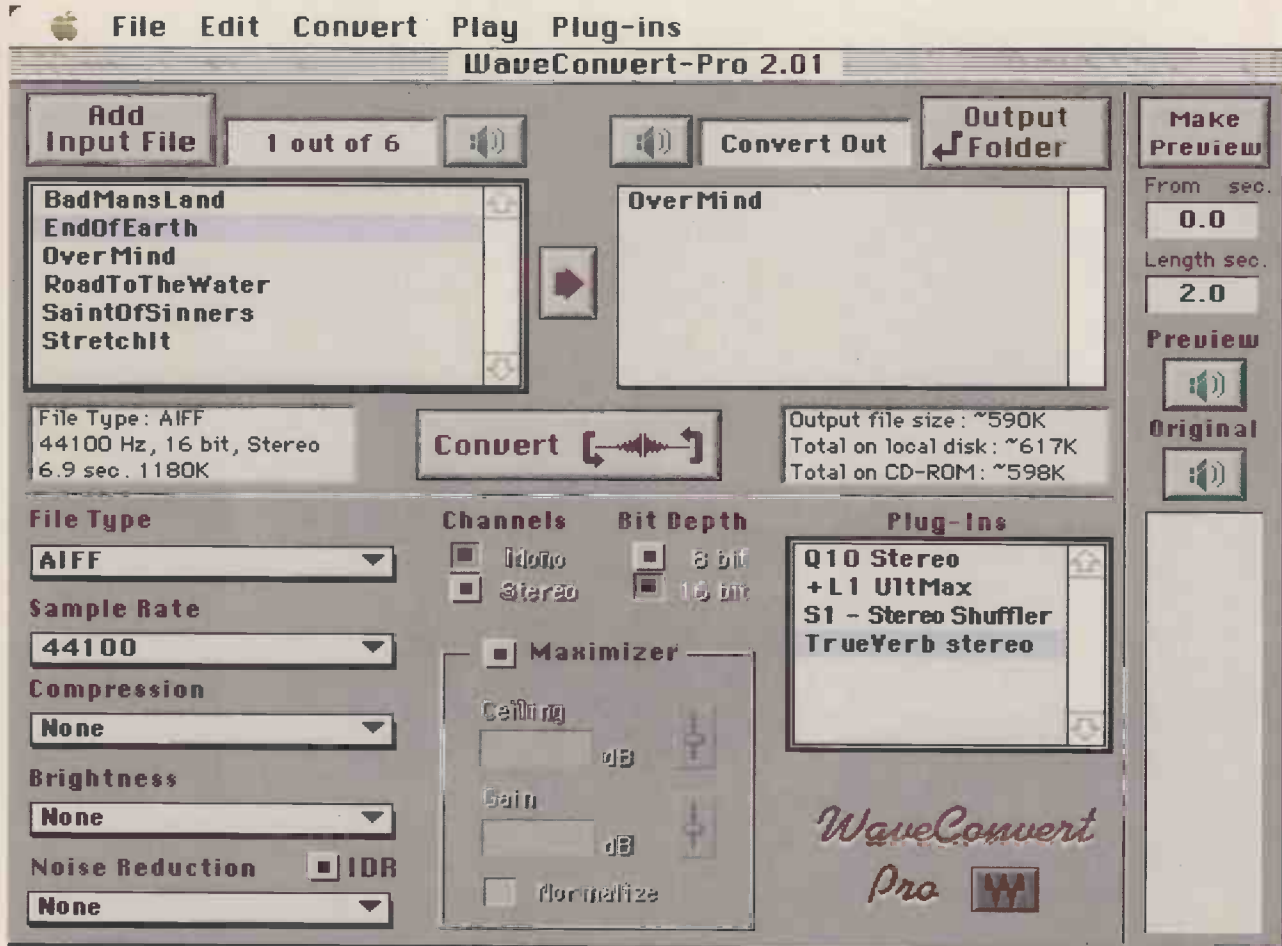 File Edit Convert Play Plug-ins
WaveConvert-Pro 2.01
Add
Input File
1 out of 6
Convert Out
Output
Folder
Make
Preview
BadMansLand
EndOfEarth
OverMind
RoadToTheWater
SaintOfSinners
StretchIt
OverMind
From sec.
0.0
Length sec.
2.0
Preview
Original
File Type: AIFF
44100 Hz, 16 bit, Stereo
6.9 sec. 1180K
Convert
Output file size: ~590K
Total on local disk: ~617K
Total on CD-ROM: ~598K
File Type
AIFF
Sample Rate
44100
Compression
None
Brightness
None
Noise Reduction IDR
None
Channels
Mono
Stereo
Bit Depth
8 bit
16 bit
Maximizer
Ceiling
dB
Gain
dB
Normalize
Plug-Ins
Q10 Stereo
+L1 UltMax
S1 - Stereo Shuffler
TrueVerb stereo
WaveConvert
Pro